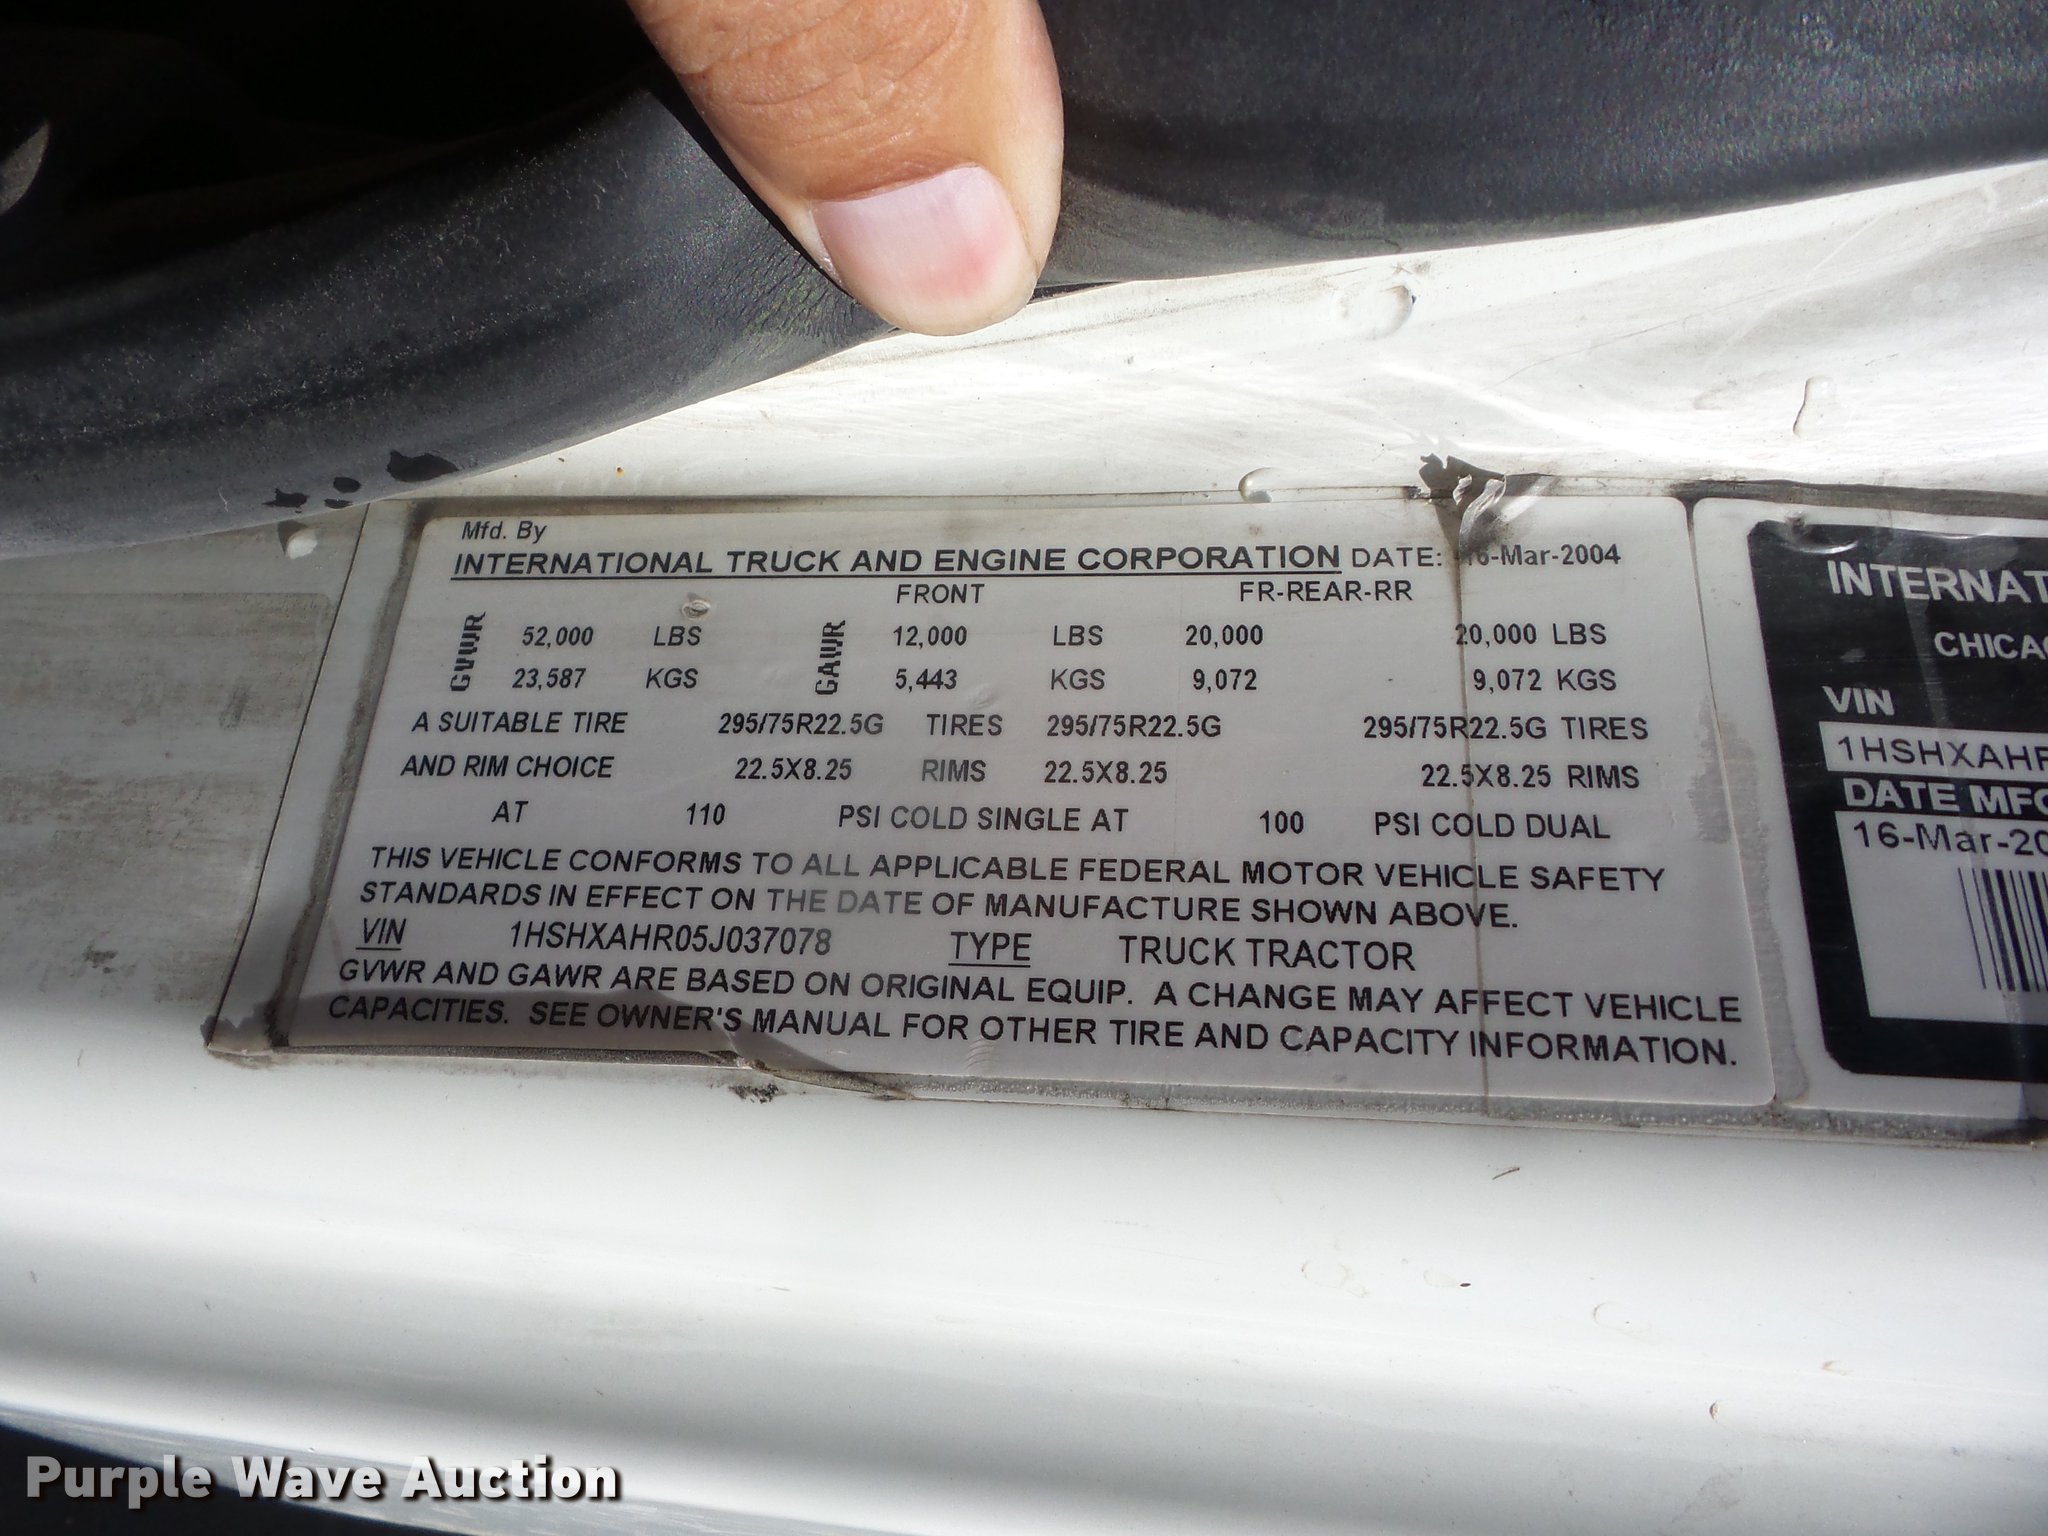 Mfd. By
INTERNATIONAL TRUCK AND ENGINE CORPORATION DATE: 16-Mar-2004
FRONT FR-REAR-RR
GVWR 52,000 LBS GAWR 12,000 LBS 20,000 20,000 LBS
23,587 KGS 5,443 KGS 9,072 9,072 KGS
A SUITABLE TIRE 295/75R22.5G TIRES 295/75R22.5G 295/75R22.5G TIRES
AND RIM CHOICE 22.5X8.25 RIMS 22.5X8.25 22.5X8.25 RIMS
AT 110 PSI COLD SINGLE AT 100 PSI COLD DUAL
THIS VEHICLE CONFORMS TO ALL APPLICABLE FEDERAL MOTOR VEHICLE SAFETY
STANDARDS IN EFFECT ON THE DATE OF MANUFACTURE SHOWN ABOVE.
VIN 1HSHXAHR05J037078 TYPE TRUCK TRACTOR
GVWR AND GAWR ARE BASED ON ORIGINAL EQUIP. A CHANGE MAY AFFECT VEHICLE
CAPACITIES. SEE OWNER'S MANUAL FOR OTHER TIRE AND CAPACITY INFORMATION.
INTERNAT
CHICA
VIN
1HSHXAHR
DATE MFG
16-Mar-20
Purple Wave Auction